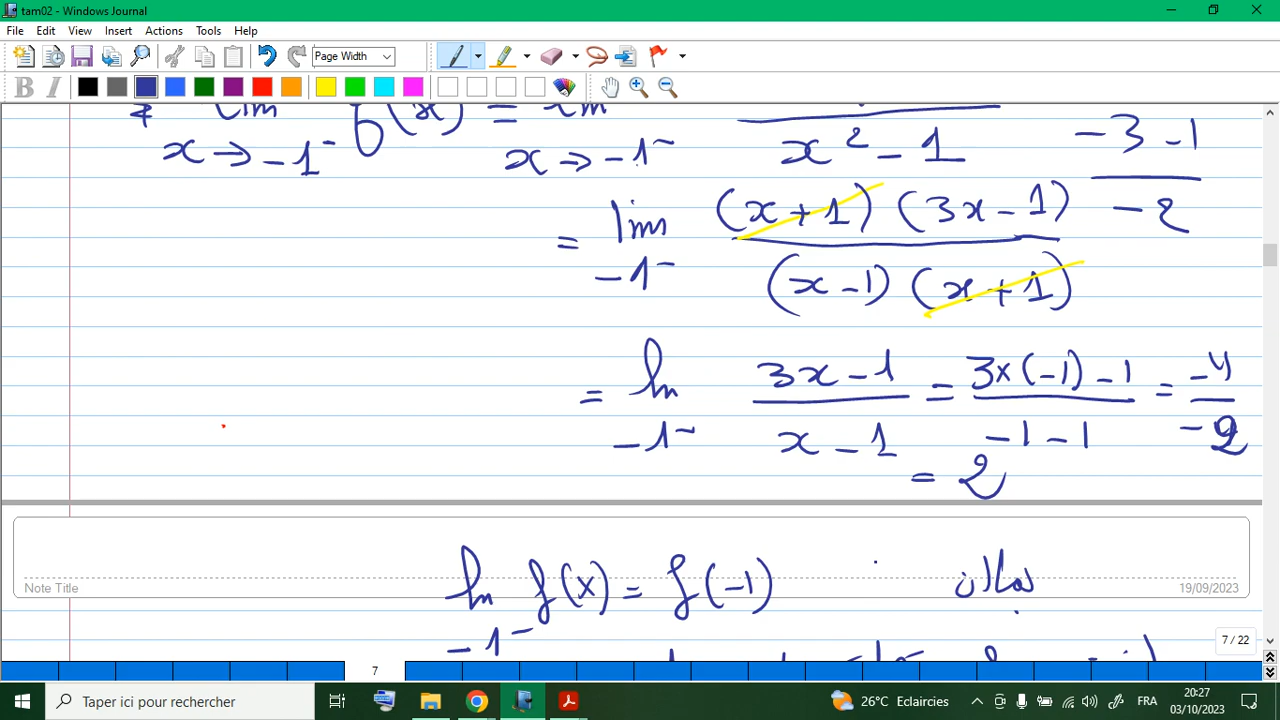 tam02 - Windows Journal
File Edit View Insert Actions Tools Help
Page Width
B I
lim f(x) = lim
x → -1⁻ x → -1⁻ x² - 1
-3 -1
-2
= lim (x + 1) (3x - 1)
-1⁻ (x - 1) (x + 1)
= lim 3x - 1 = 3×(-1) - 1 = -4
-1⁻ x - 1 -1 - 1 -2
= 2
lim f(x) = f(-1)
-1⁻
Note Title 19/09/2023
7 / 22
7
Taper ici pour rechercher
26°C Eclaircies
FRA
20:27
03/10/2023